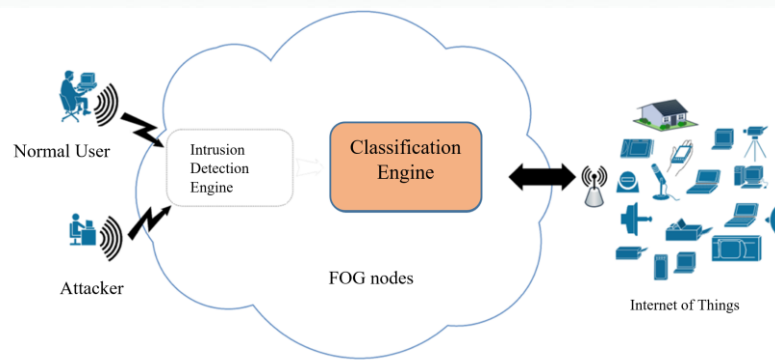 Normal User
Intrusion
Detection
Engine
Classification
Engine
Attacker
FOG nodes
Internet of Things